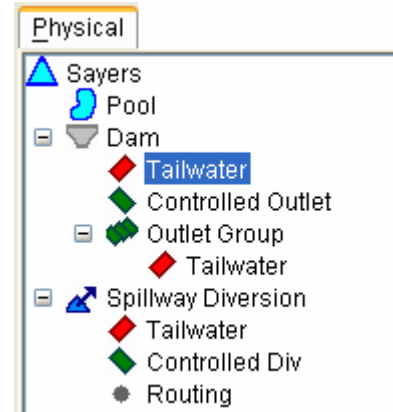 Physical
Sayers
Pool
Dam
Tailwater
Controlled Outlet
Outlet Group
Tailwater
Spillway Diversion
Tailwater
Controlled Div
Routing